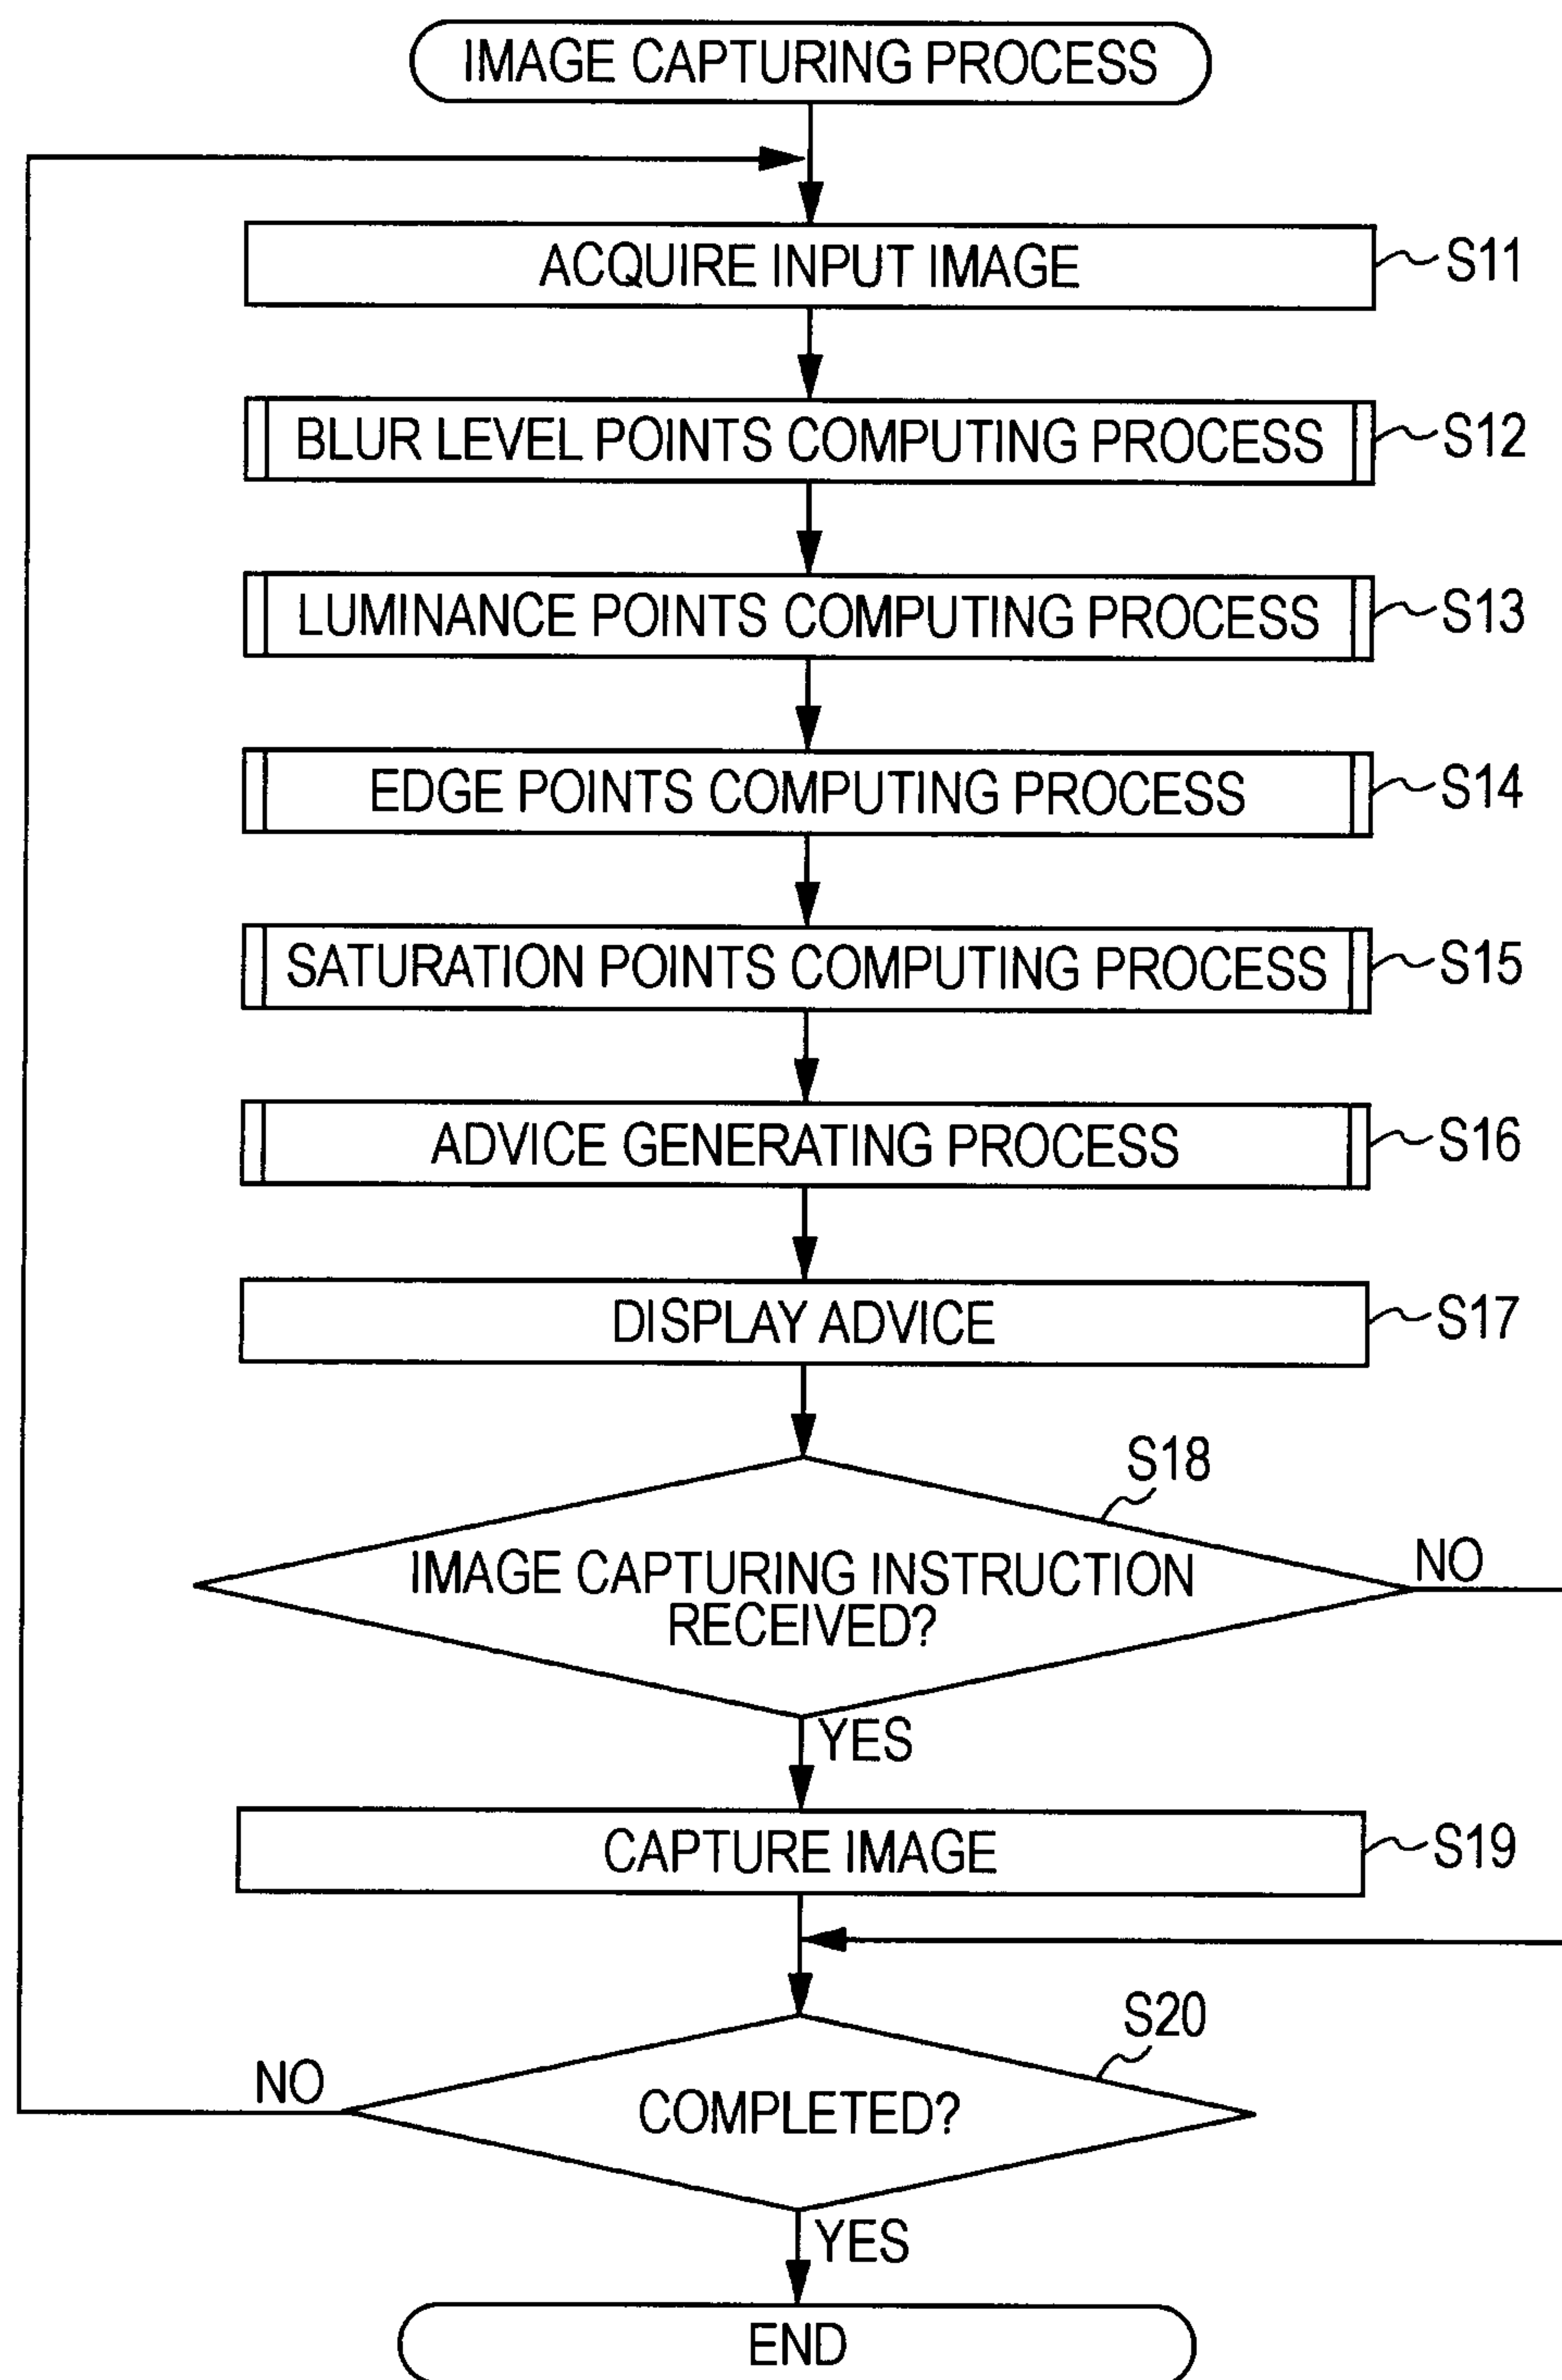 IMAGE CAPTURING PROCESS
ACQUIRE INPUT IMAGE
S11
BLUR LEVEL POINTS COMPUTING PROCESS
S12
LUMINANCE POINTS COMPUTING PROCESS
S13
EDGE POINTS COMPUTING PROCESS
S14
SATURATION POINTS COMPUTING PROCESS
S15
ADVICE GENERATING PROCESS
S16
DISPLAY ADVICE
S17
S18
IMAGE CAPTURING INSTRUCTION
RECEIVED?
NO
YES
CAPTURE IMAGE
S19
S20
NO
COMPLETED?
YES
END